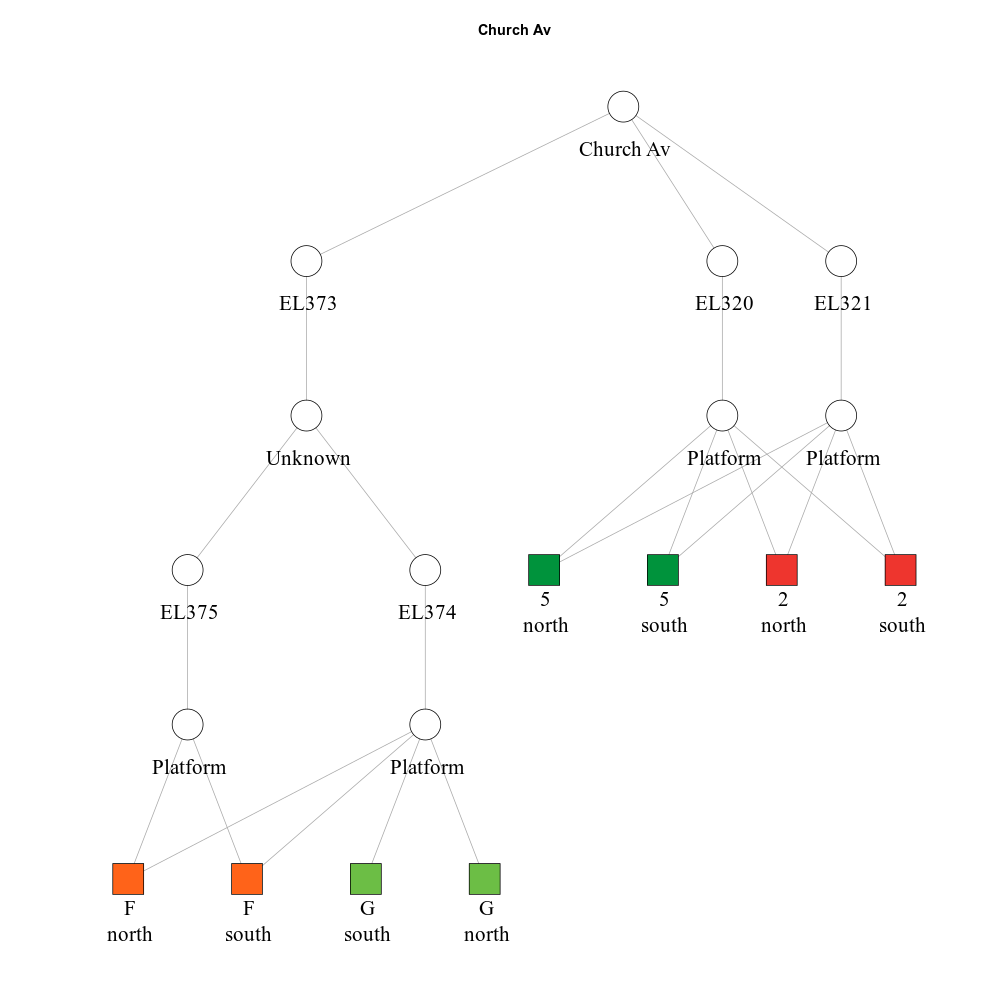 Church Av
Church Av
EL373
EL320
EL321
Unknown
Platform
Platform
EL375
EL374
5
north
5
south
2
north
2
south
Platform
Platform
F
north
F
south
G
south
G
north